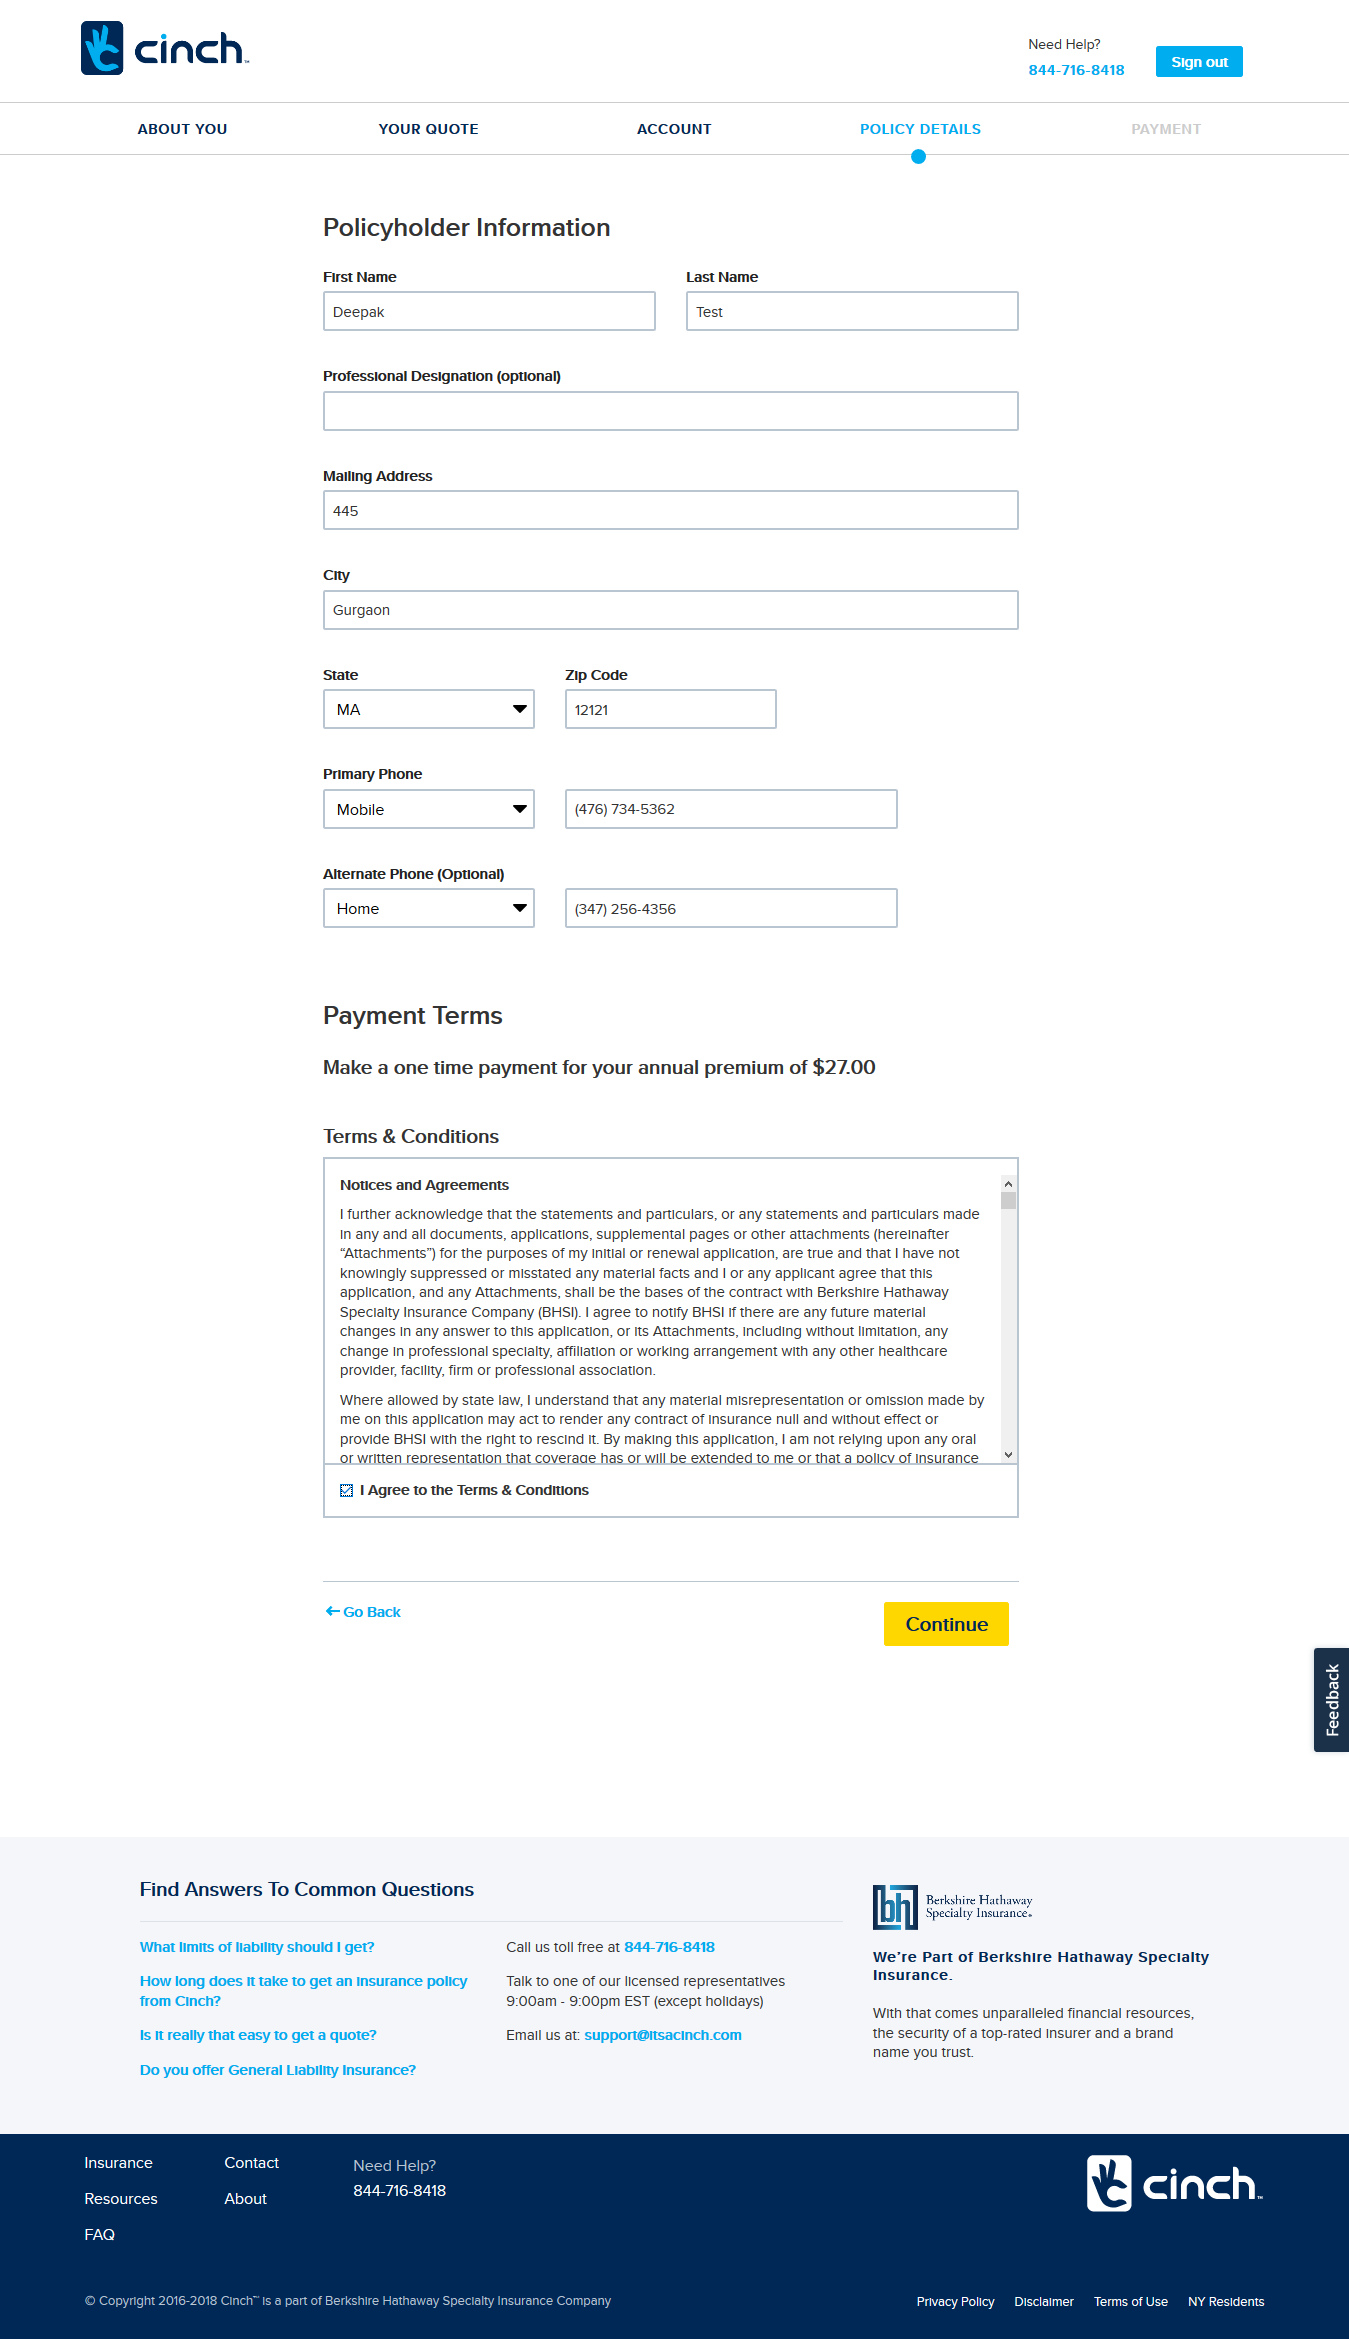 cinch™
Need Help?
844-716-8418
Sign out
ABOUT YOU
YOUR QUOTE
ACCOUNT
POLICY DETAILS
PAYMENT
Policyholder Information
First Name
Last Name
Deepak
Test
Professional Designation (optional)
Mailing Address
445
City
Gurgaon
State
Zip Code
MA
12121
Primary Phone
Mobile
(476) 734-5362
Alternate Phone (Optional)
Home
(347) 256-4356
Payment Terms
Make a one time payment for your annual premium of $27.00
Terms & Conditions
Notices and Agreements
I further acknowledge that the statements and particulars, or any statements and particulars made
in any and all documents, applications, supplemental pages or other attachments (hereinafter
“Attachments”) for the purposes of my initial or renewal application, are true and that I have not
knowingly suppressed or misstated any material facts and I or any applicant agree that this
application, and any Attachments, shall be the bases of the contract with Berkshire Hathaway
Specialty Insurance Company (BHSI). I agree to notify BHSI if there are any future material
changes in any answer to this application, or its Attachments, including without limitation, any
change in professional specialty, affiliation or working arrangement with any other healthcare
provider, facility, firm or professional association.
Where allowed by state law, I understand that any material misrepresentation or omission made by
me on this application may act to render any contract of insurance null and without effect or
provide BHSI with the right to rescind it. By making this application, I am not relying upon any oral
or written representation that coverage has or will be extended to me or that a policy of insurance
I Agree to the Terms & Conditions
Go Back
Continue
Feedback
Find Answers To Common Questions
What limits of liability should I get?
How long does it take to get an insurance policy
from Cinch?
Is it really that easy to get a quote?
Do you offer General Liability Insurance?
Call us toll free at 844-716-8418
Talk to one of our licensed representatives
9:00am - 9:00pm EST (except holidays)
Email us at: support@itsacinch.com
bh
Berkshire Hathaway
Specialty Insurance®
We’re Part of Berkshire Hathaway Specialty
Insurance.
With that comes unparalleled financial resources,
the security of a top-rated insurer and a brand
name you trust.
Insurance
Resources
FAQ
Contact
About
Need Help?
844-716-8418
cinch™
© Copyright 2016-2018 Cinch™ is a part of Berkshire Hathaway Specialty Insurance Company
Privacy Policy
Disclaimer
Terms of Use
NY Residents